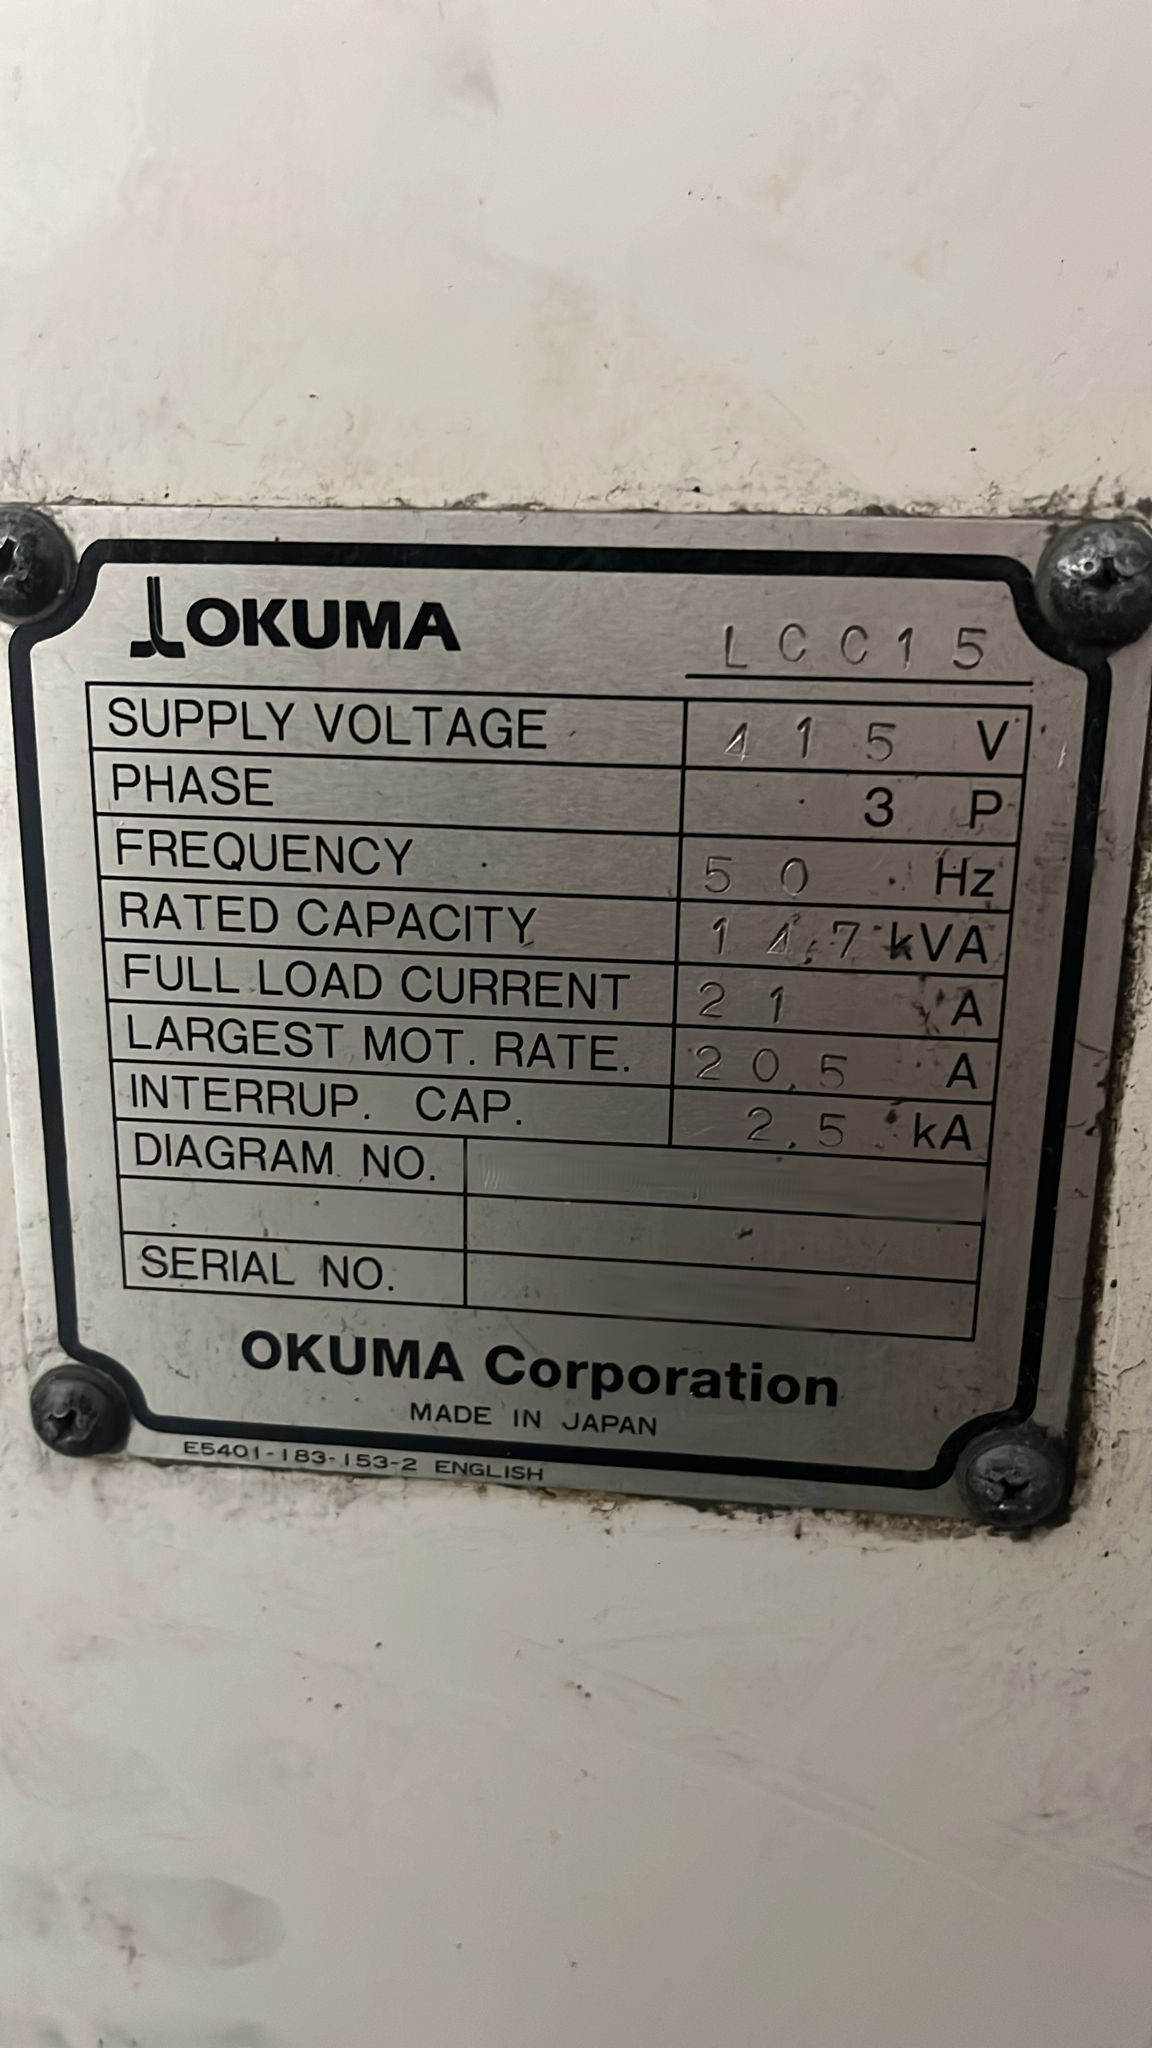 OKUMA LCC15
SUPPLY VOLTAGE 415 V
PHASE 3 P
FREQUENCY 50 Hz
RATED CAPACITY 14.7 kVA
FULL LOAD CURRENT 21 A
LARGEST MOT. RATE. 20.5 A
INTERRUP. CAP. 2.5 kA
DIAGRAM NO.
SERIAL NO.
OKUMA Corporation
MADE IN JAPAN
E5401-183-153-2 ENGLISH